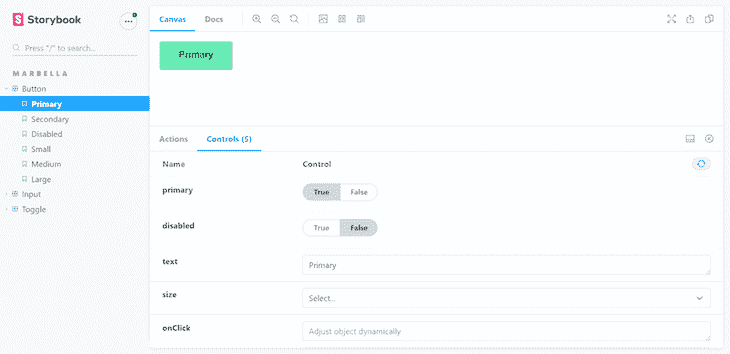 Storybook
Press "/" to search...
MARBELLA
Button
Primary
Secondary
Disabled
Small
Medium
Large
Input
Toggle
Canvas
Docs
Primary
Actions
Controls (5)
Name
Control
primary
True
False
disabled
True
False
text
Primary
size
Select...
onClick
Adjust object dynamically